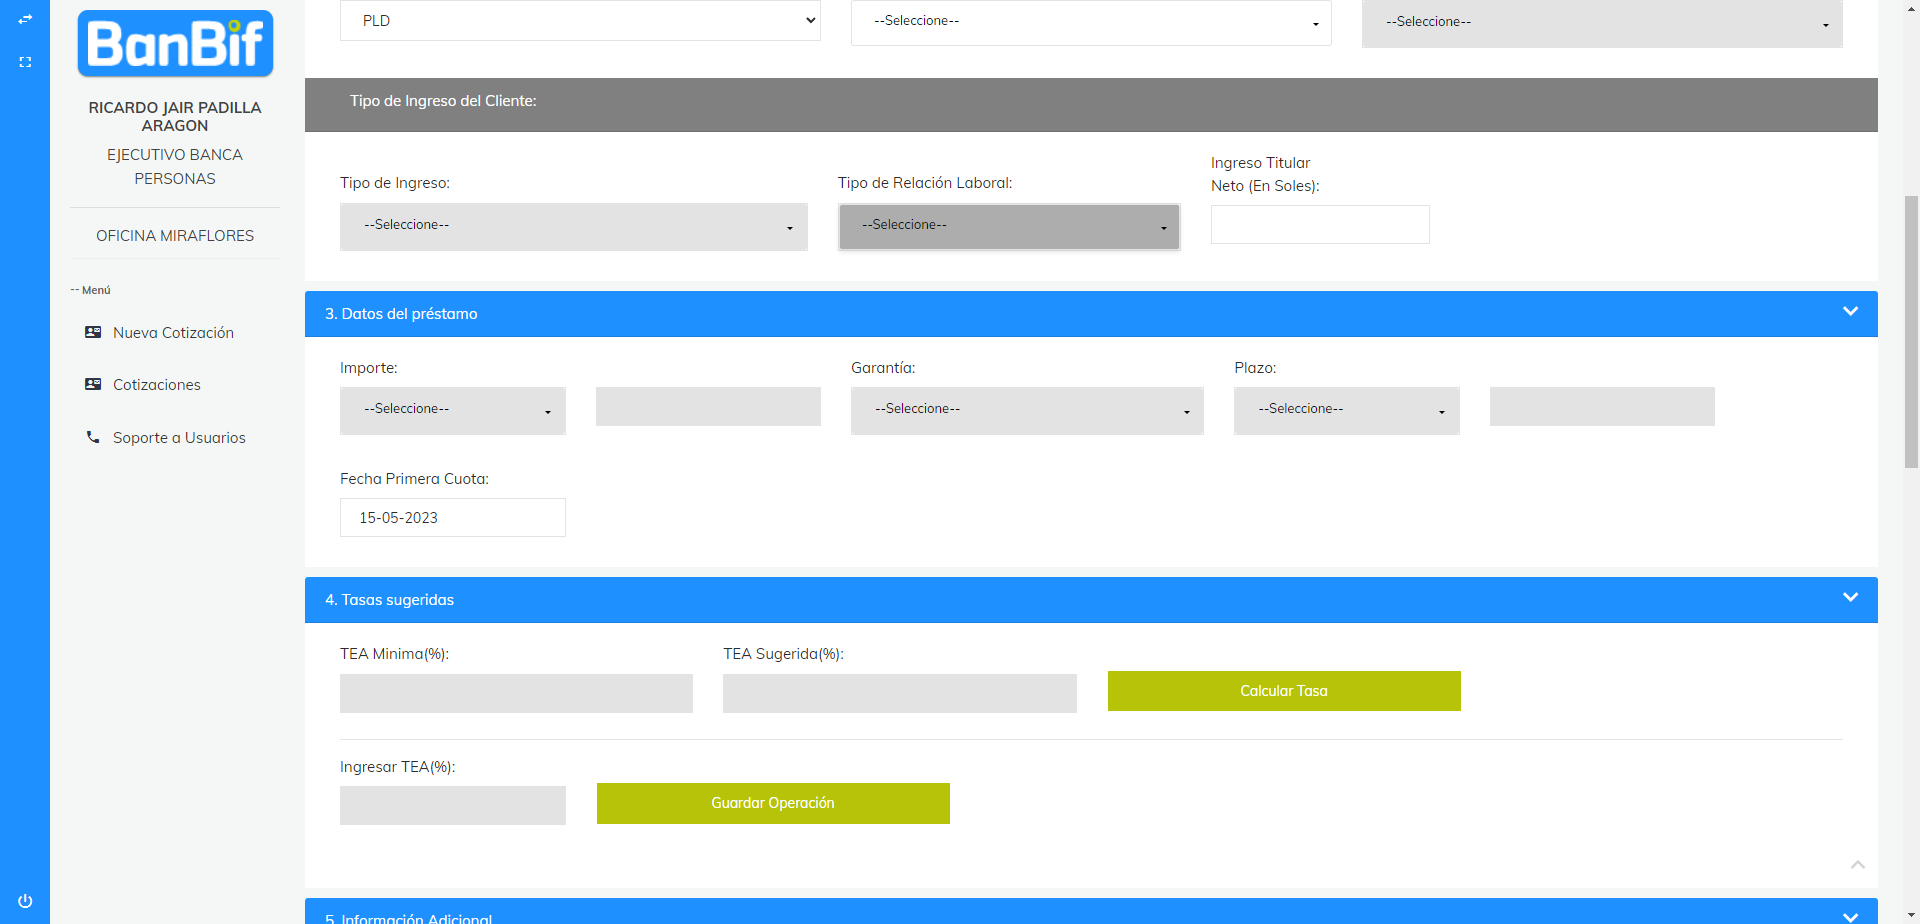 BanBif
RICARDO JAIR PADILLA
ARAGON
EJECUTIVO BANCA
PERSONAS
OFICINA MIRAFLORES
-- Menú
Nueva Cotización
Cotizaciones
Soporte a Usuarios
PLD
--Seleccione--
--Seleccione--
Tipo de Ingreso del Cliente:
Tipo de Ingreso:
--Seleccione--
Tipo de Relación Laboral:
--Seleccione--
Ingreso Titular
Neto (En Soles):
3. Datos del préstamo
Importe:
--Seleccione--
Garantía:
--Seleccione--
Plazo:
--Seleccione--
Fecha Primera Cuota:
15-05-2023
4. Tasas sugeridas
TEA Minima(%):
TEA Sugerida(%):
Calcular Tasa
Ingresar TEA(%):
Guardar Operación
5. Información Adicional